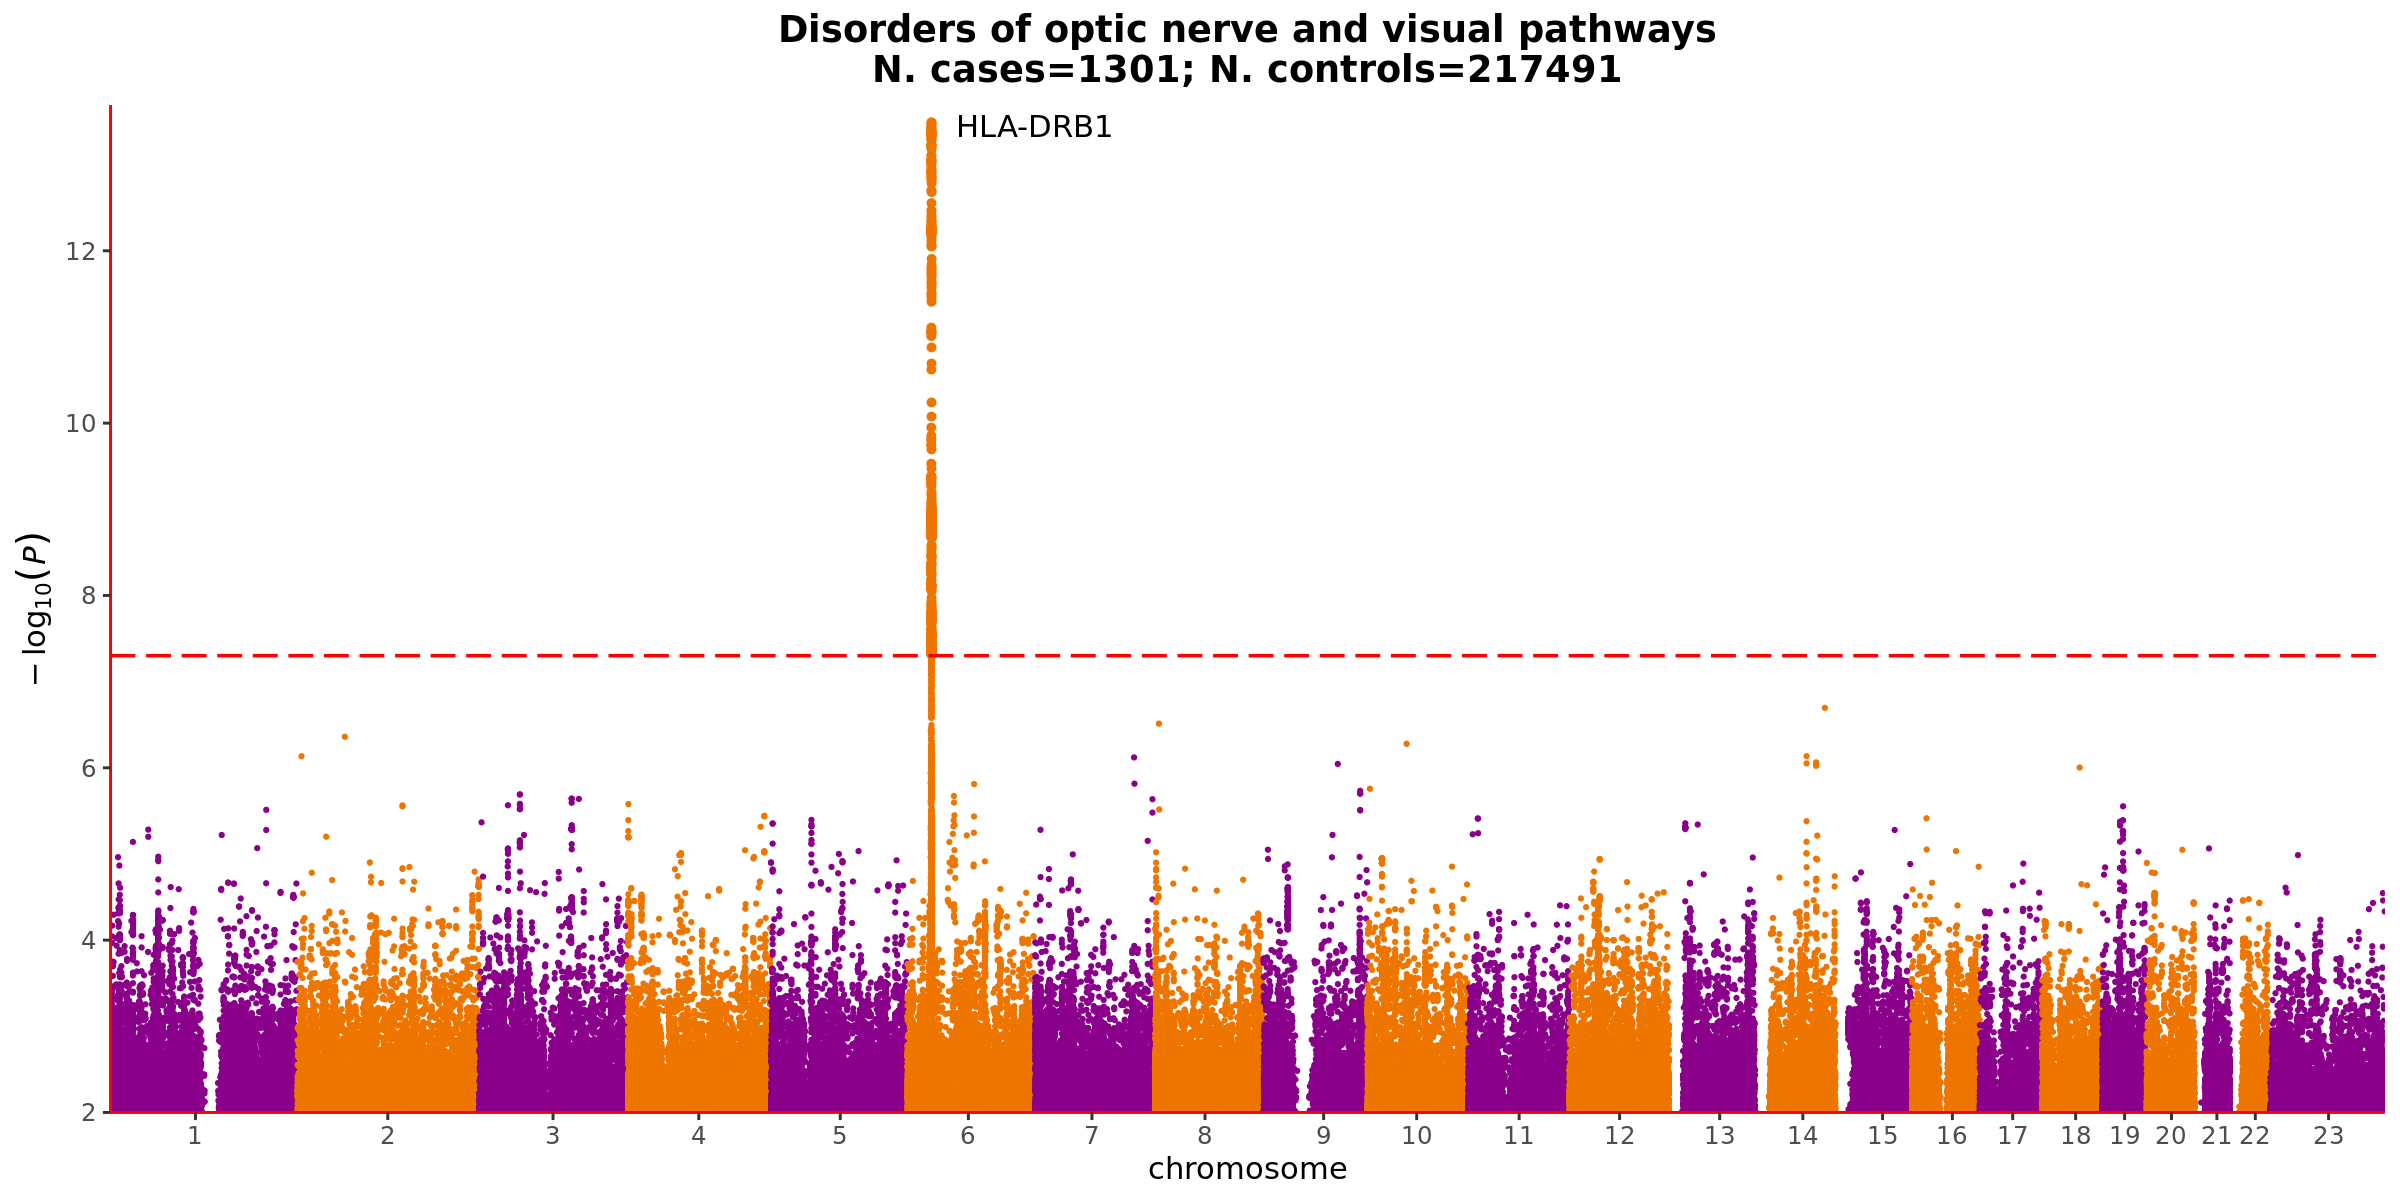 Disorders of optic nerve and visual pathways
N. cases=1301; N. controls=217491
HLA-DRB1
12
10
8
6
4
2
−log10(P)
1 2 3 4 5 6 7 8 9 10 11 12 13 14 15 16 17 18 19 20 21 22 23
chromosome